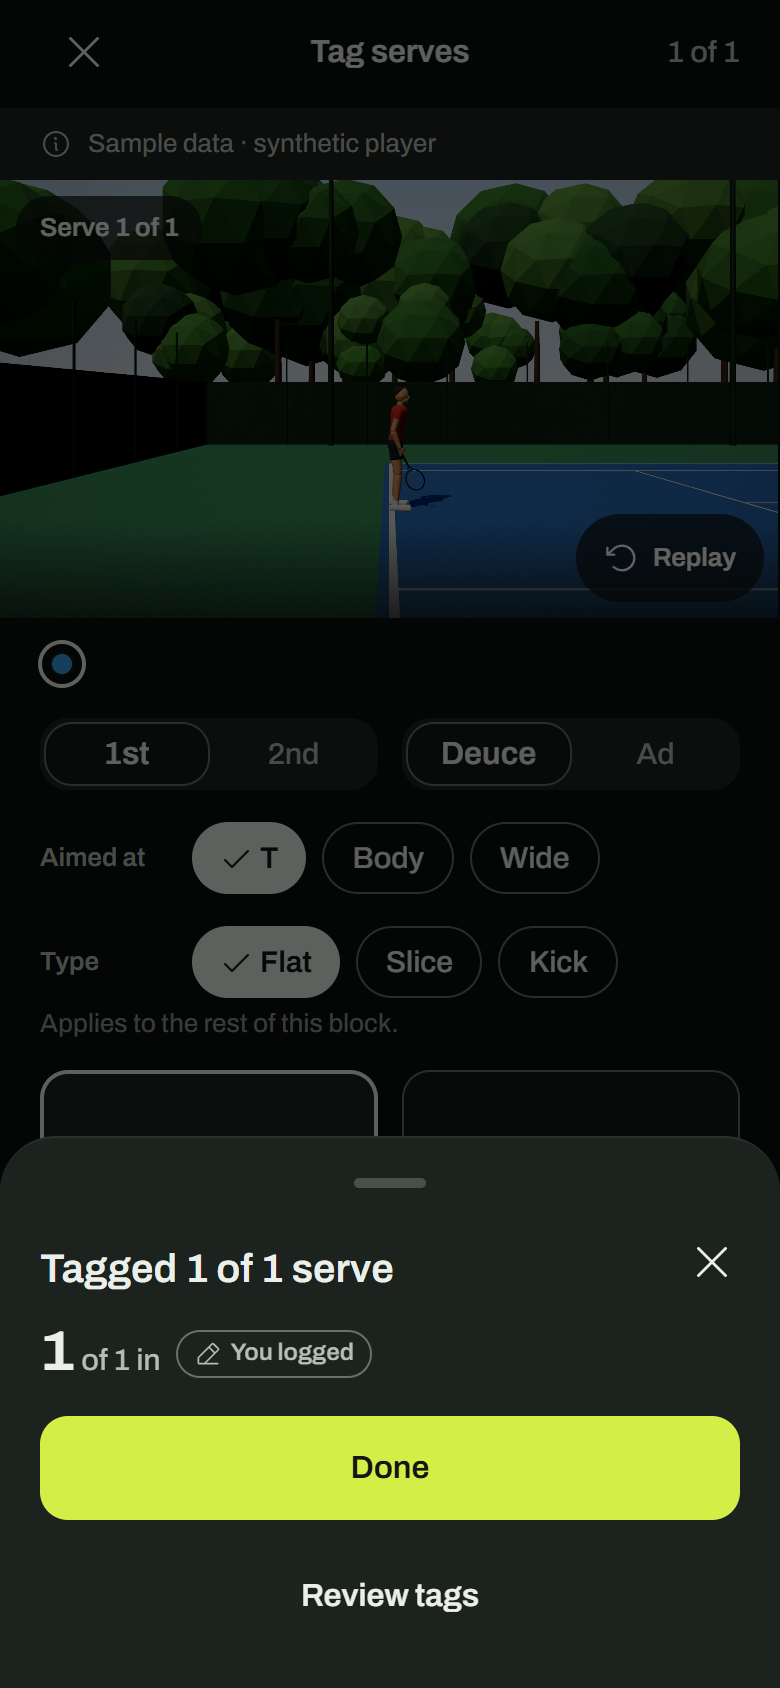 Tag serves
1 of 1
Sample data · synthetic player
Serve 1 of 1
Replay
1st
2nd
Deuce
Ad
Aimed at
T
Body
Wide
Type
Flat
Slice
Kick
Applies to the rest of this block.
Tagged 1 of 1 serve
1 of 1 in
You logged
Done
Review tags